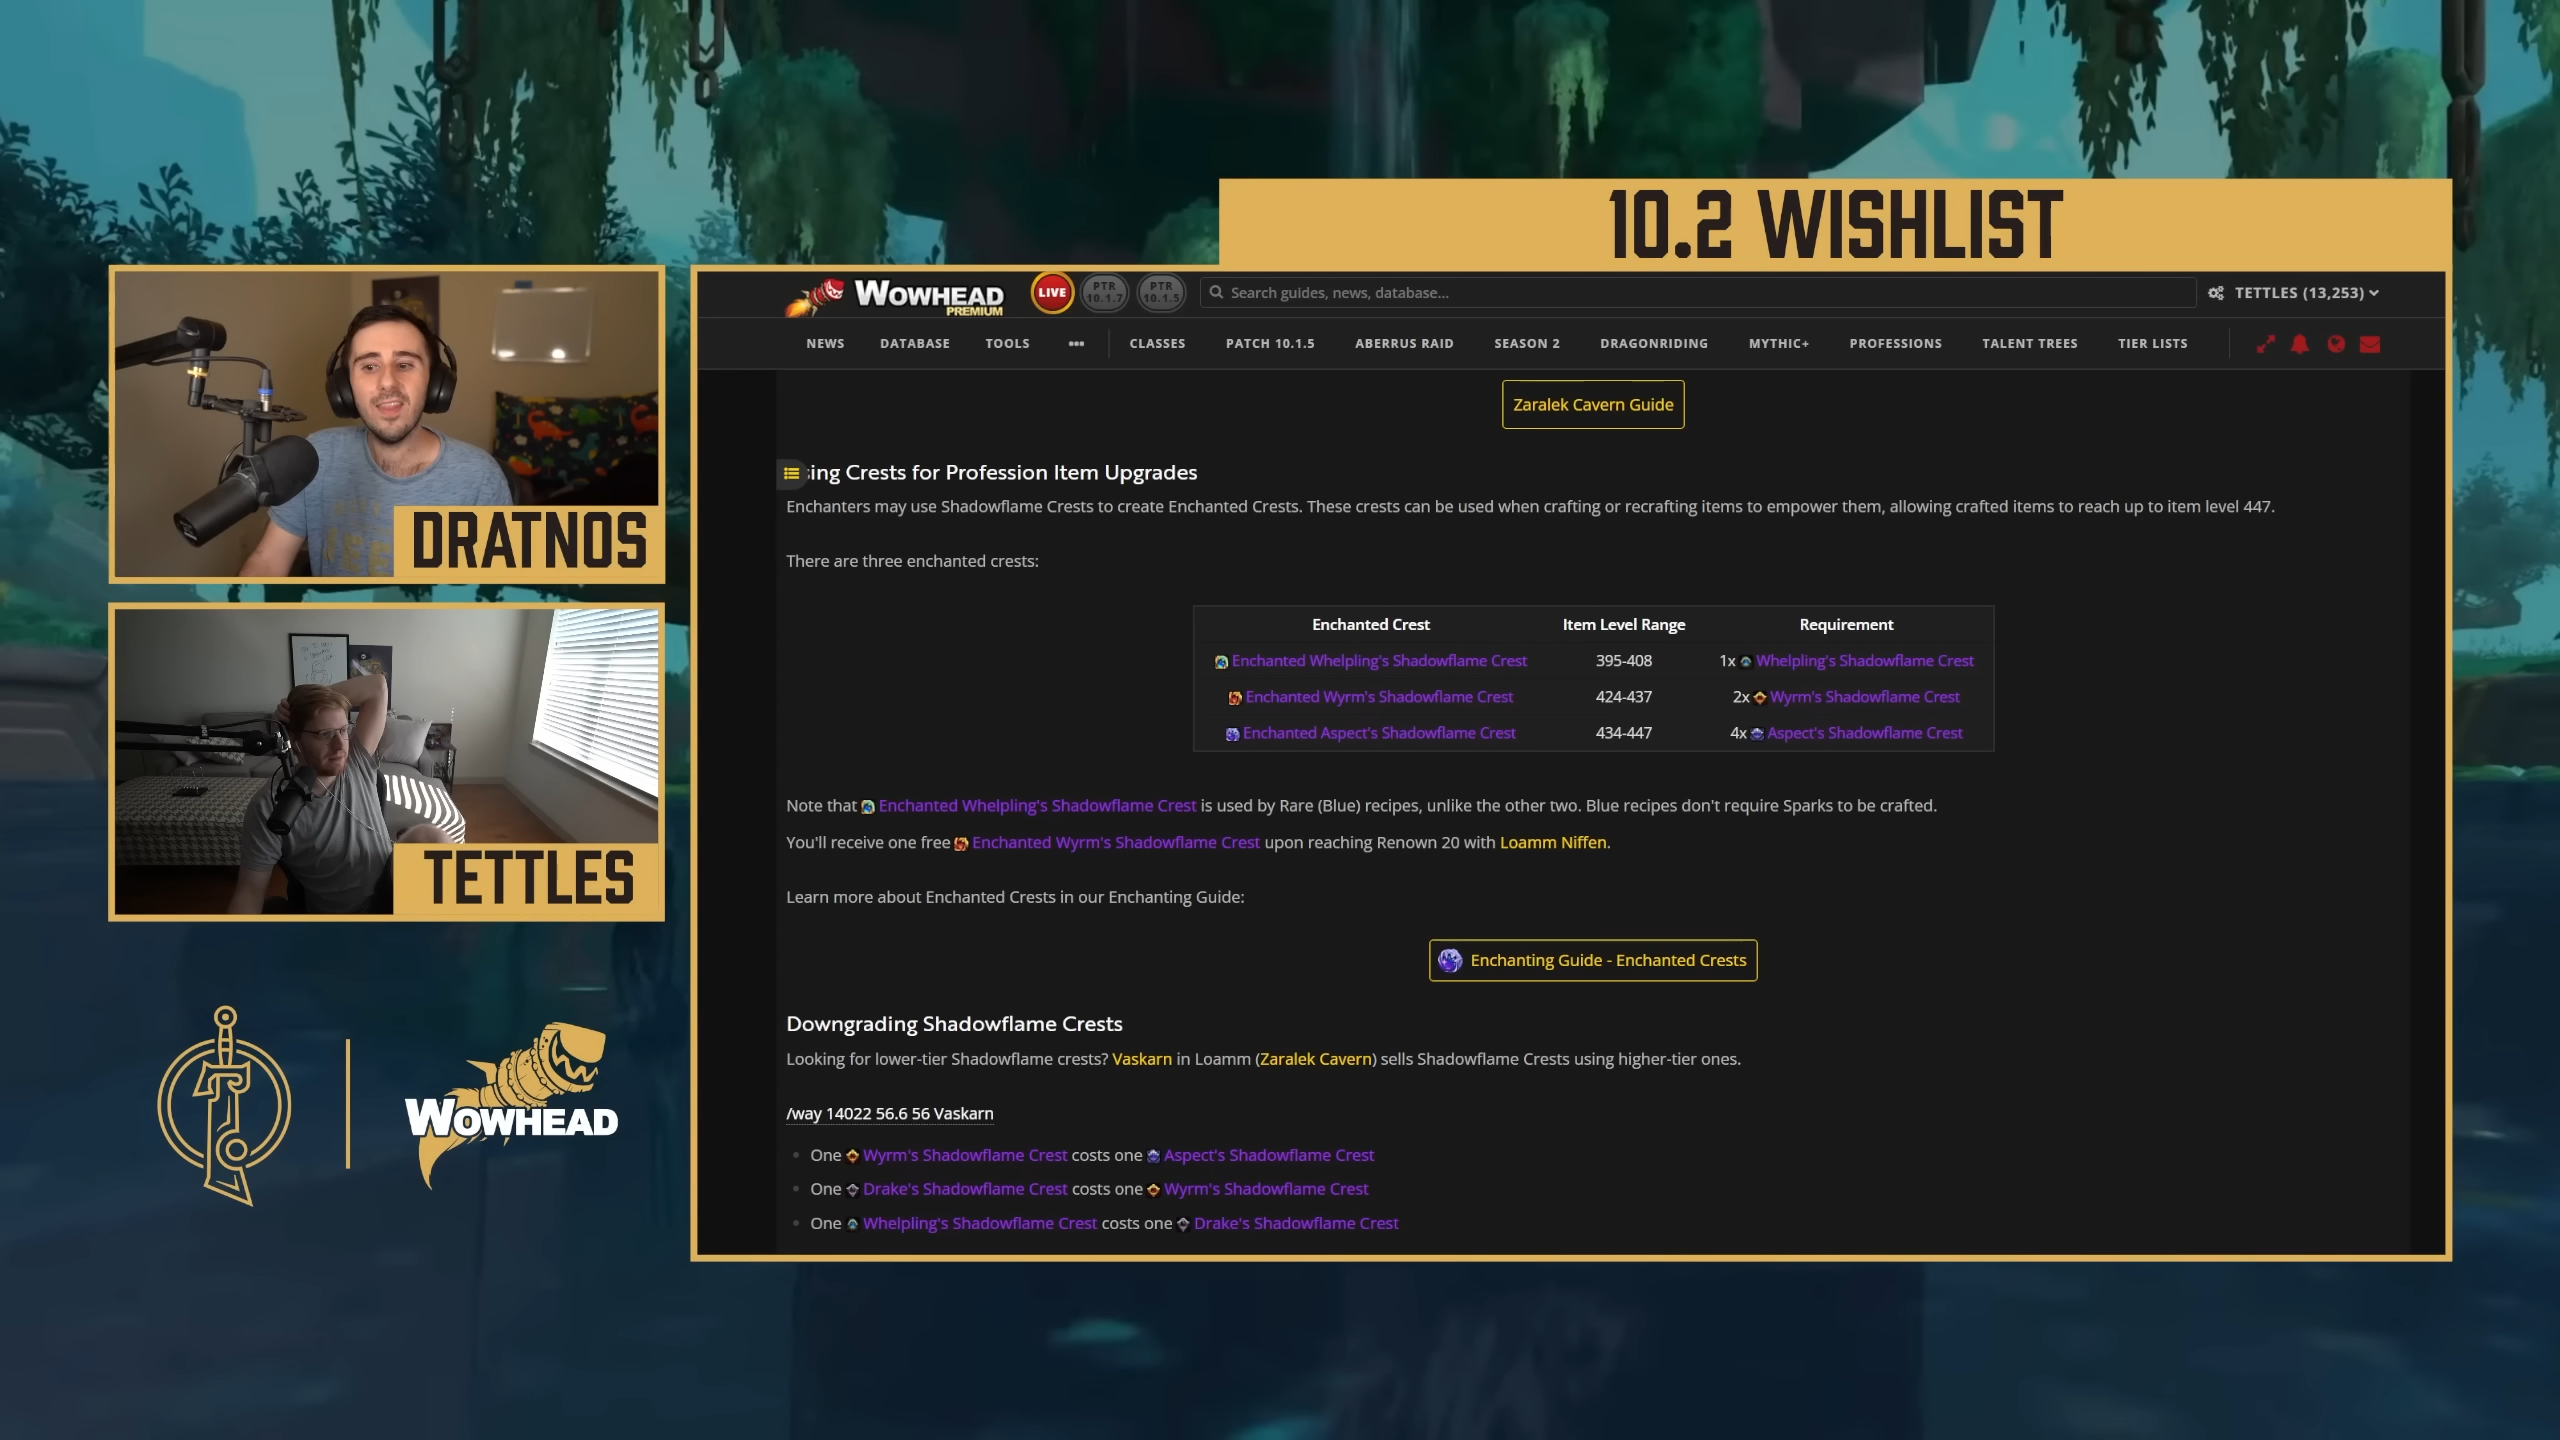 10.2 WISHLIST
WOWHEAD
PREMIUM
LIVE
PTR
10.1.7
PTR
10.1.5
Search guides, news, database...
TETTLES (13,253)
NEWS DATABASE TOOLS ••• CLASSES PATCH 10.1.5 ABERRUS RAID SEASON 2 DRAGONRIDING MYTHIC+ PROFESSIONS TALENT TREES TIER LISTS
Zaralek Cavern Guide
sing Crests for Profession Item Upgrades
Enchanters may use Shadowflame Crests to create Enchanted Crests. These crests can be used when crafting or recrafting items to empower them, allowing crafted items to reach up to item level 447.
There are three enchanted crests:
Enchanted Crest Item Level Range Requirement
Enchanted Whelpling's Shadowflame Crest 395-408 1x Whelpling's Shadowflame Crest
Enchanted Wyrm's Shadowflame Crest 424-437 2x Wyrm's Shadowflame Crest
Enchanted Aspect's Shadowflame Crest 434-447 4x Aspect's Shadowflame Crest
Note that Enchanted Whelpling's Shadowflame Crest is used by Rare (Blue) recipes, unlike the other two. Blue recipes don't require Sparks to be crafted.
You'll receive one free Enchanted Wyrm's Shadowflame Crest upon reaching Renown 20 with Loamm Niffen.
Learn more about Enchanted Crests in our Enchanting Guide:
Enchanting Guide - Enchanted Crests
Downgrading Shadowflame Crests
Looking for lower-tier Shadowflame crests? Vaskarn in Loamm (Zaralek Cavern) sells Shadowflame Crests using higher-tier ones.
/way 14022 56.6 56 Vaskarn
• One Wyrm's Shadowflame Crest costs one Aspect's Shadowflame Crest
• One Drake's Shadowflame Crest costs one Wyrm's Shadowflame Crest
• One Whelpling's Shadowflame Crest costs one Drake's Shadowflame Crest
DRATNOS
TETTLES
WOWHEAD